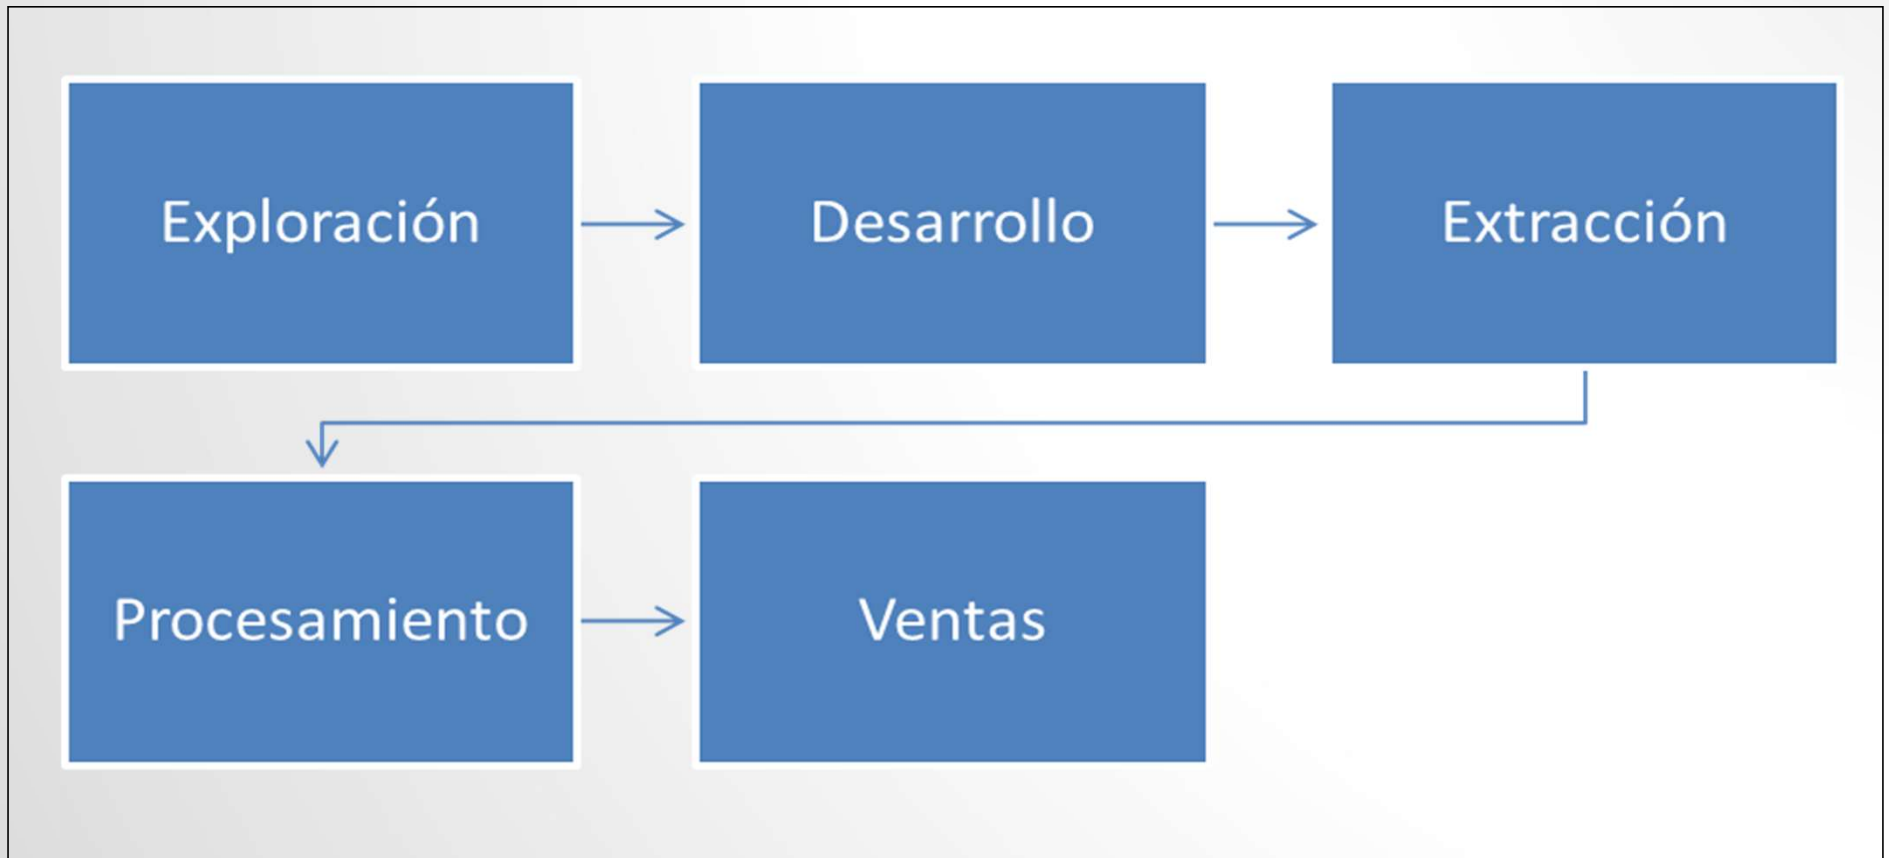 Exploración
Desarrollo
Extracción
Procesamiento
Ventas